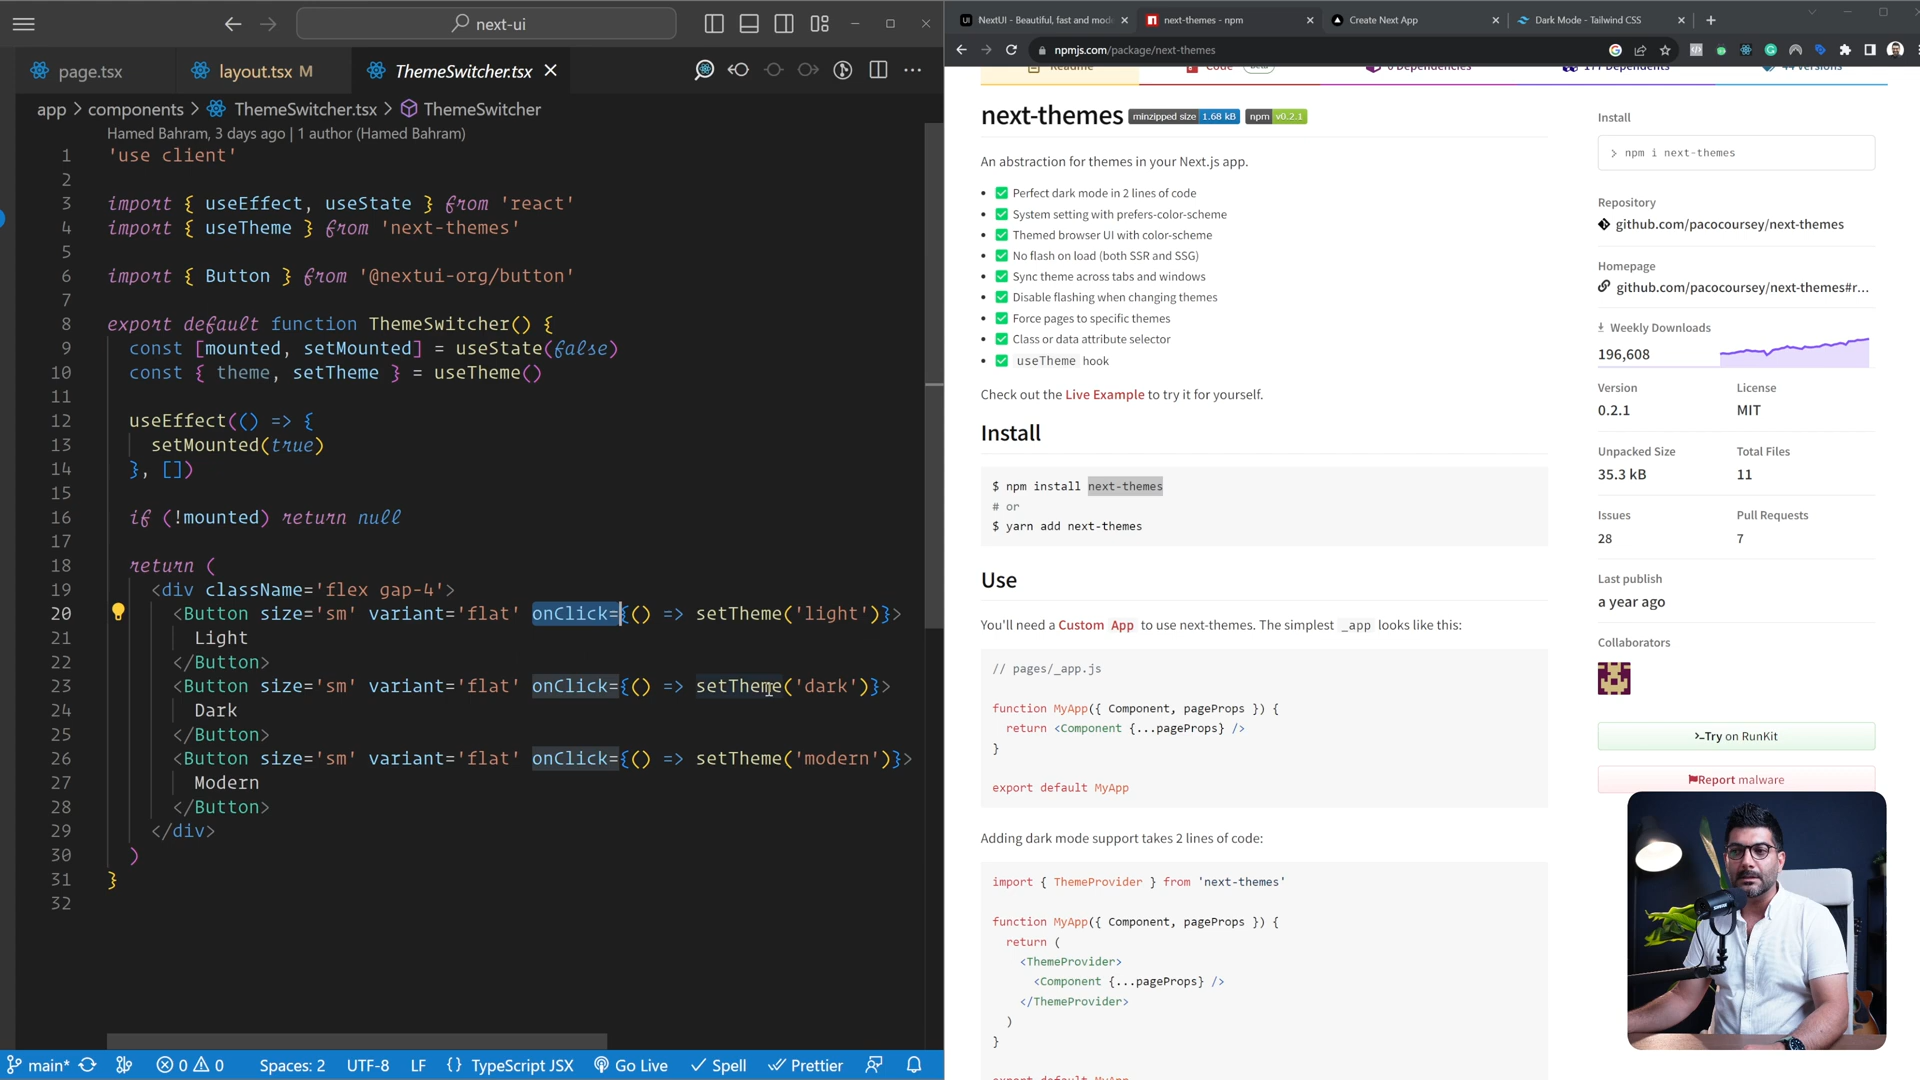 next-ui
page.tsx
layout.tsx M
ThemeSwitcher.tsx
app > components > ThemeSwitcher.tsx > ThemeSwitcher
Hamed Bahram, 3 days ago | 1 author (Hamed Bahram)
1 'use client'
2
3 import { useEffect, useState } from 'react'
4 import { useTheme } from 'next-themes'
5
6 import { Button } from '@nextui-org/button'
7
8 export default function ThemeSwitcher() {
9 const [mounted, setMounted] = useState(false)
10 const { theme, setTheme } = useTheme()
11
12 useEffect(() => {
13 setMounted(true)
14 }, [])
15
16 if (!mounted) return null
17
18 return (
19 <div className='flex gap-4'>
20 <Button size='sm' variant='flat' onClick={() => setTheme('light')}>
21 Light
22 </Button>
23 <Button size='sm' variant='flat' onClick={() => setTheme('dark')}>
24 Dark
25 </Button>
26 <Button size='sm' variant='flat' onClick={() => setTheme('modern')}>
27 Modern
28 </Button>
29 </div>
30 )
31 }
32
main* 0 0 Spaces: 2 UTF-8 LF {} TypeScript JSX Go Live Spell Prettier
NextUI - Beautiful, fast and mod
next-themes - npm
Create Next App
Dark Mode - Tailwind CSS
npmjs.com/package/next-themes
Readme
Code Beta
0 Dependencies
177 Dependents
44 Versions
next-themes minzipped size 1.68 kB npm v0.2.1
An abstraction for themes in your Next.js app.
Perfect dark mode in 2 lines of code
System setting with prefers-color-scheme
Themed browser UI with color-scheme
No flash on load (both SSR and SSG)
Sync theme across tabs and windows
Disable flashing when changing themes
Force pages to specific themes
Class or data attribute selector
useTheme hook
Check out the Live Example to try it for yourself.
Install
$ npm install next-themes
# or
$ yarn add next-themes
Use
You'll need a Custom App to use next-themes. The simplest _app looks like this:
// pages/_app.js
function MyApp({ Component, pageProps }) {
return <Component {...pageProps} />
}
export default MyApp
Adding dark mode support takes 2 lines of code:
import { ThemeProvider } from 'next-themes'
function MyApp({ Component, pageProps }) {
return (
<ThemeProvider>
<Component {...pageProps} />
</ThemeProvider>
)
}
export default MyApp
Install
> npm i next-themes
Repository
github.com/pacocoursey/next-themes
Homepage
github.com/pacocoursey/next-themes#r...
Weekly Downloads
196,608
Version License
0.2.1 MIT
Unpacked Size Total Files
35.3 kB 11
Issues Pull Requests
28 7
Last publish
a year ago
Collaborators
>-Try on RunKit
Report malware